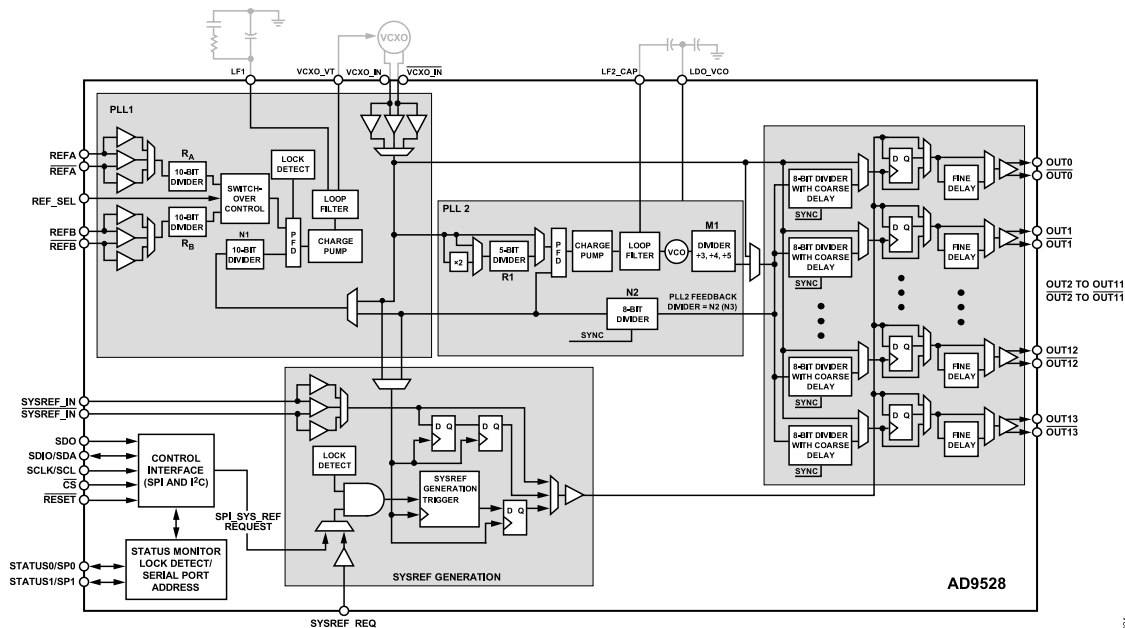 VCXO
LF1
VCXO_VT
VCXO_IN
VCXO_IN
LF2_CAP
LDO_VCO
PLL1
REFA
REFA
REF_SEL
REFB
REFB
RA
10-BIT
DIVIDER
10-BIT
DIVIDER
RB
SWITCH-
OVER
CONTROL
LOCK
DETECT
LOOP
FILTER
N1
10-BIT
DIVIDER
P
F
D
CHARGE
PUMP
PLL 2
×2
5-BIT
DIVIDER
R1
P
F
D
CHARGE
PUMP
LOOP
FILTER
VCO
M1
DIVIDER
÷3, ÷4, ÷5
N2
8-BIT
DIVIDER
SYNC
PLL2 FEEDBACK
DIVIDER = N2 (N3)
8-BIT DIVIDER
WITH COARSE
DELAY
SYNC
D Q
FINE
DELAY
OUT0
OUT0
8-BIT DIVIDER
WITH COARSE
DELAY
SYNC
D Q
FINE
DELAY
OUT1
OUT1
OUT2 TO OUT11
OUT2 TO OUT11
8-BIT DIVIDER
WITH COARSE
DELAY
SYNC
D Q
FINE
DELAY
OUT12
OUT12
8-BIT DIVIDER
WITH COARSE
DELAY
SYNC
D Q
FINE
DELAY
OUT13
OUT13
SYSREF_IN
SYSREF_IN
SDO
SDIO/SDA
SCLK/SCL
CS
RESET
CONTROL
INTERFACE
(SPI AND I2C)
SPI_SYS_REF
REQUEST
STATUS0/SP0
STATUS1/SP1
STATUS MONITOR
LOCK DETECT/
SERIAL PORT
ADDRESS
D Q
D Q
LOCK
DETECT
SYSREF
GENERATION
TRIGGER
D Q
SYSREF GENERATION
SYSREF_REQ
AD9528